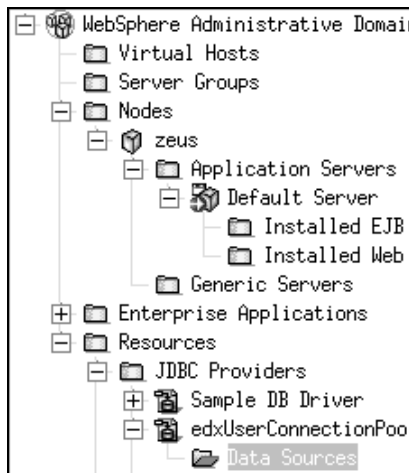 WebSphere Administrative Domai
Virtual Hosts
Server Groups
Nodes
zeus
Application Servers
Default Server
Installed EJB
Installed Web
Generic Servers
Enterprise Applications
Resources
JDBC Providers
Sample DB Driver
edxUserConnectionPoo
Data Sources